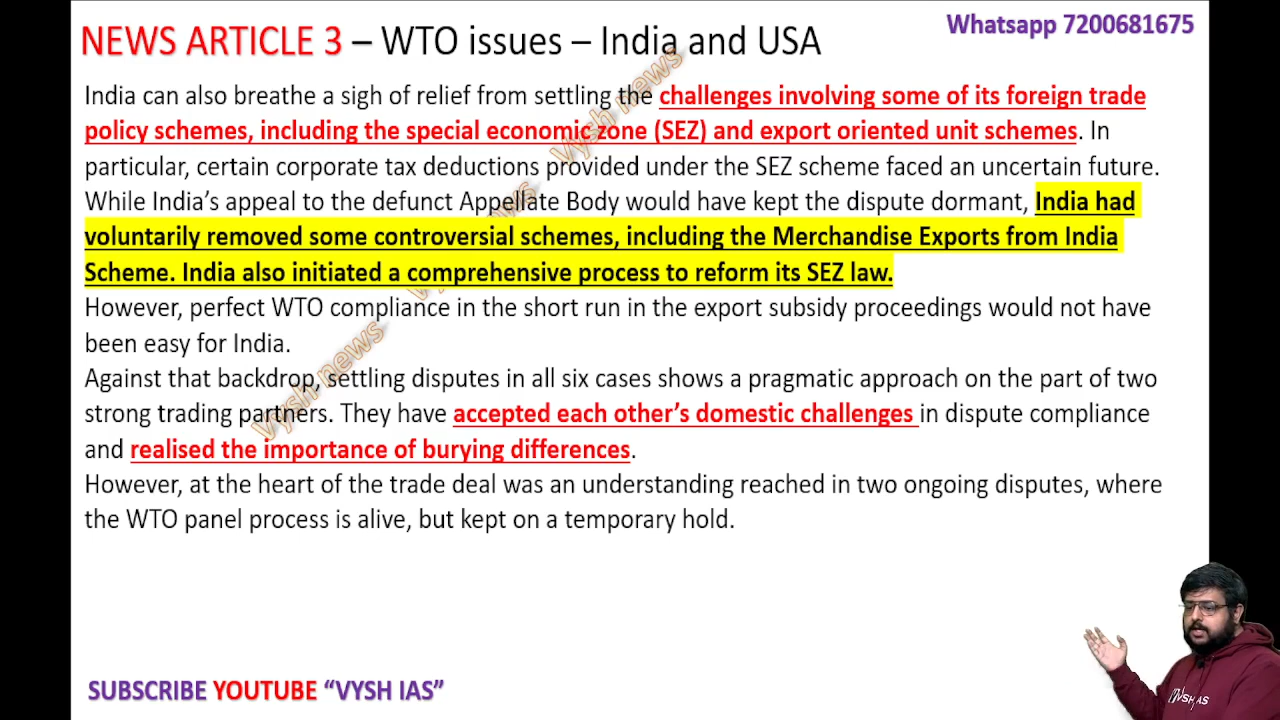 Whatsapp 7200681675
NEWS ARTICLE 3 – WTO issues – India and USA
India can also breathe a sigh of relief from settling the challenges involving some of its foreign trade
policy schemes, including the special economic zone (SEZ) and export oriented unit schemes. In
particular, certain corporate tax deductions provided under the SEZ scheme faced an uncertain future.
While India’s appeal to the defunct Appellate Body would have kept the dispute dormant, India had
voluntarily removed some controversial schemes, including the Merchandise Exports from India
Scheme. India also initiated a comprehensive process to reform its SEZ law.
However, perfect WTO compliance in the short run in the export subsidy proceedings would not have
been easy for India.
Against that backdrop, settling disputes in all six cases shows a pragmatic approach on the part of two
strong trading partners. They have accepted each other’s domestic challenges in dispute compliance
and realised the importance of burying differences.
However, at the heart of the trade deal was an understanding reached in two ongoing disputes, where
the WTO panel process is alive, but kept on a temporary hold.
Vysh news
Vysh news
SUBSCRIBE YOUTUBE “VYSH IAS”